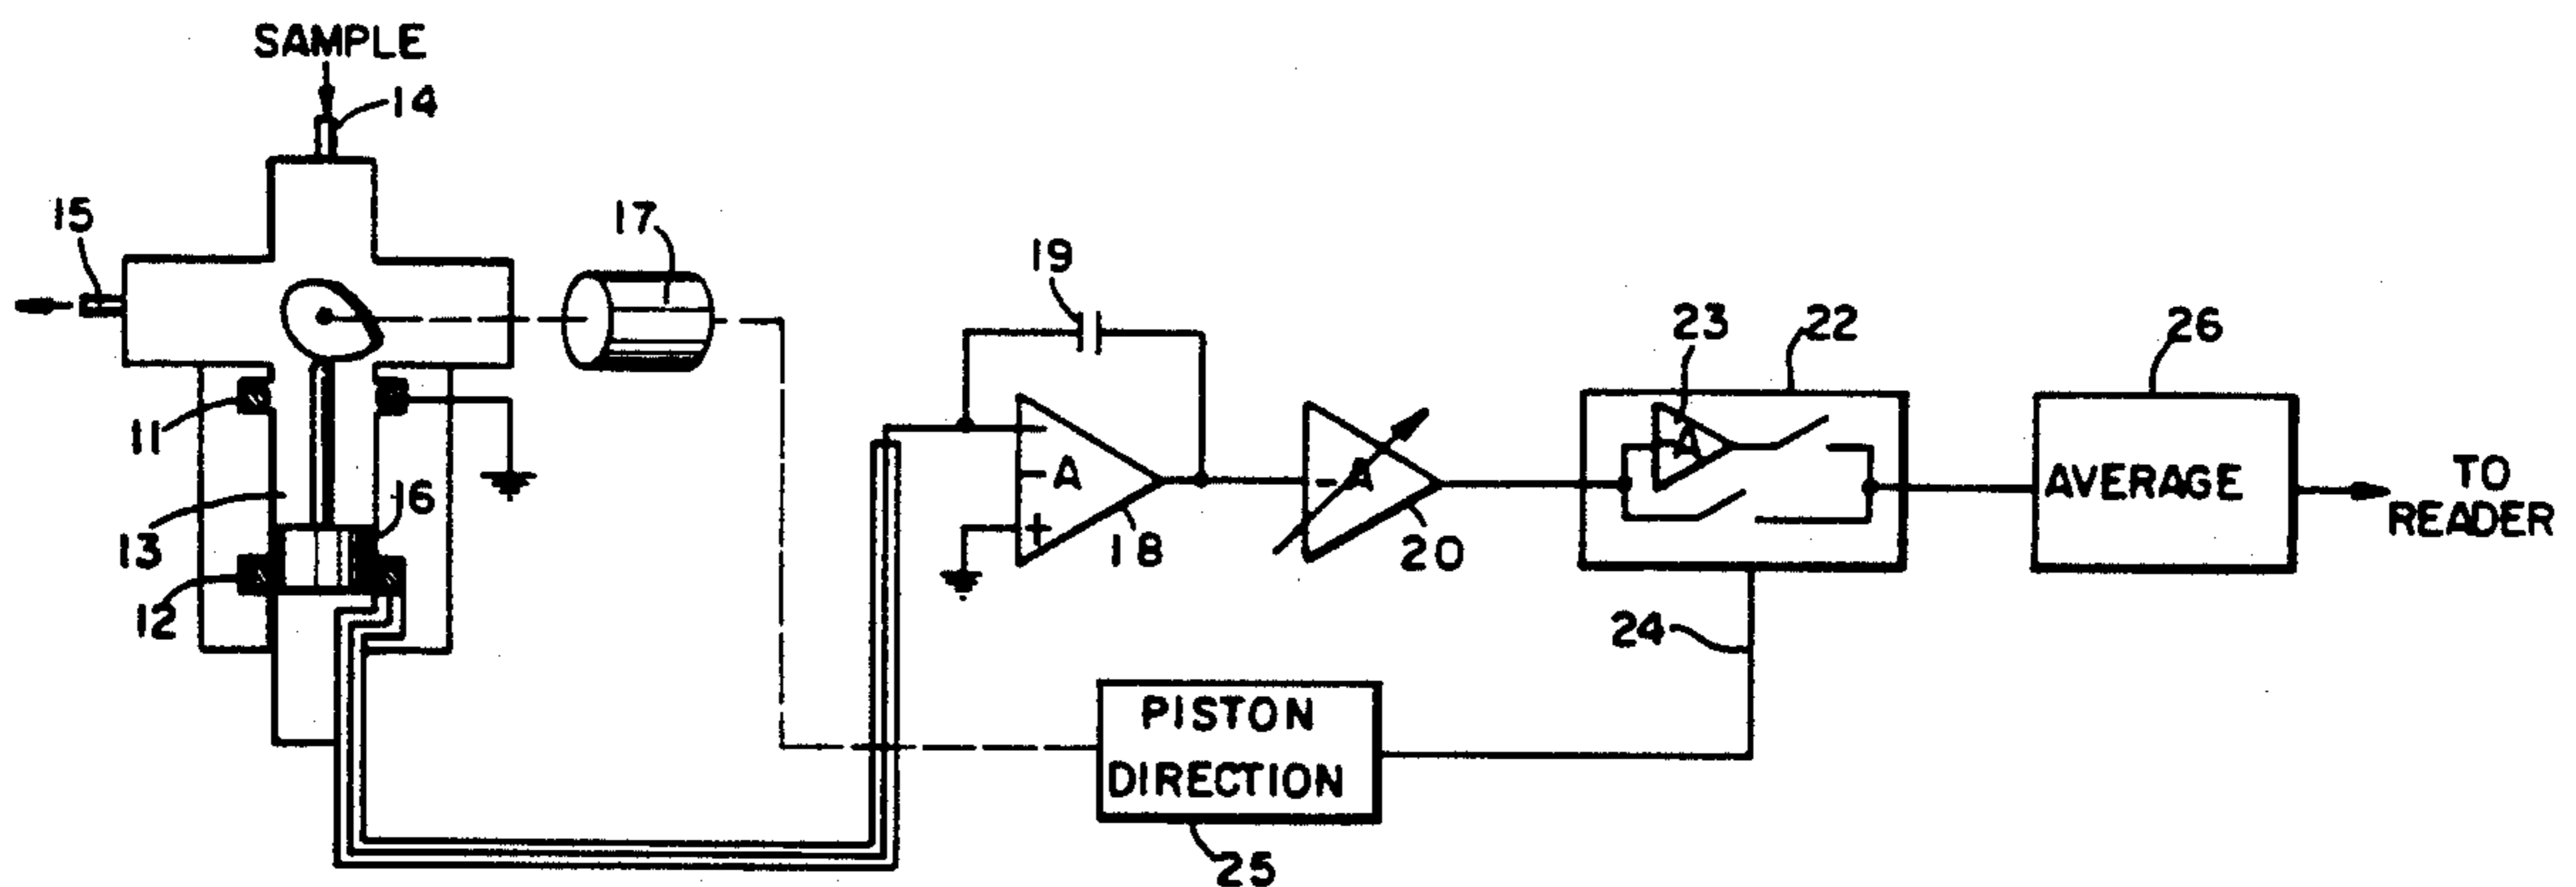 SAMPLE
14
15
17
11
13
16
12
19
- A
+
18
- A
20
23
22
- A
24
26
AVERAGE
TO
READER
PISTON
DIRECTION
25